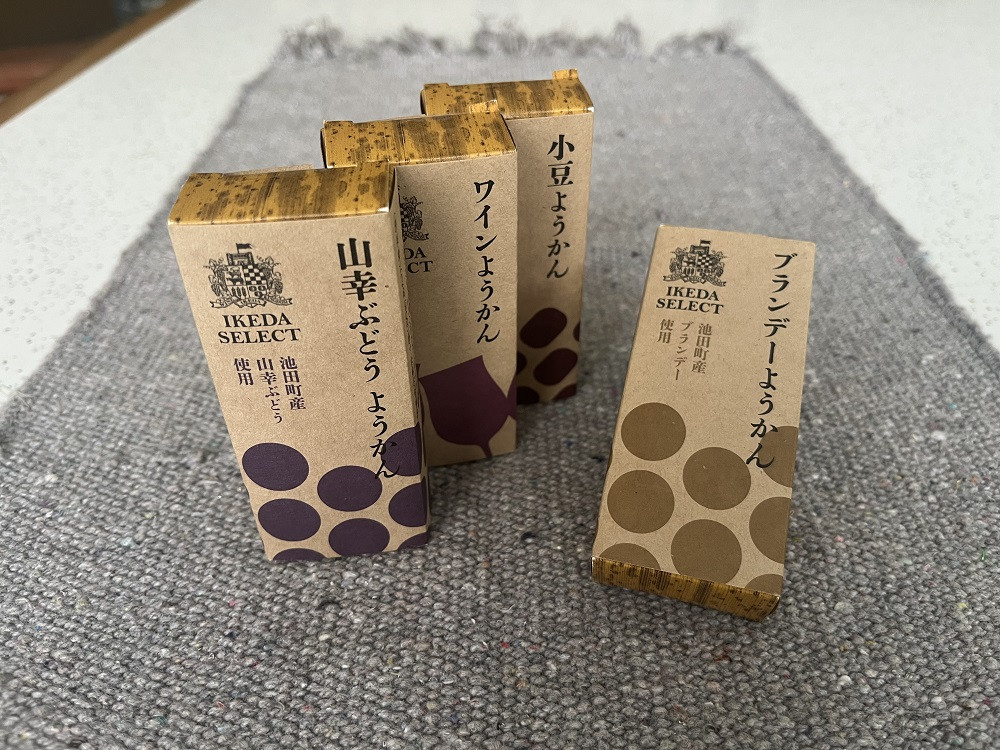 山幸ぶどうようかん
IKEDA
SELECT
池田町産
山幸ぶどう
使用
ワインようかん
DA
CT
小豆ようかん
ブランデーようかん
IKEDA
SELECT
池田町産
ブランデー
使用